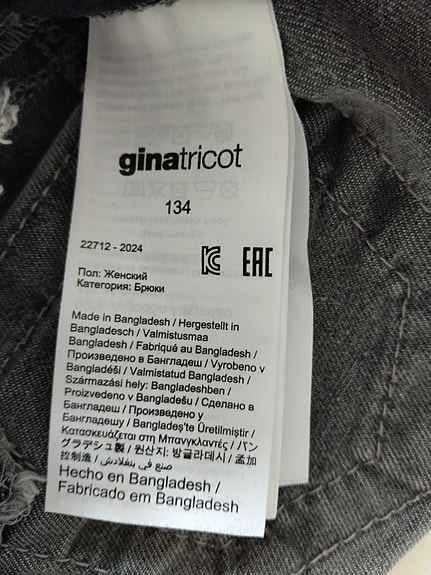 ginatricot
134
22712 - 2024
EAC
Пол: Женский
Категория: Брюки
Made in Bangladesh / Hergestellt in
Bangladesch / Valmistusmaa
Bangladesh / Fabriqué au Bangladesh /
Произведено в Бангладеш / Vyrobeno v
Bangladéši / Valmistatud Bangladesh /
Származási hely: Bangladeshben /
Proizvedeno v Bangladešu / Сделано в
Бангладеш / Произведено у
Бангладешу / Bangladeş'te Üretilmiştir /
Κατασκευάζεται στη Μπανγκλαντές / バン
グラデシュ製 / 원산지: 방글라데시 / 孟加
拉制造 / صنع في بنغلاديش /
Hecho en Bangladesh /
Fabricado em Bangladesh